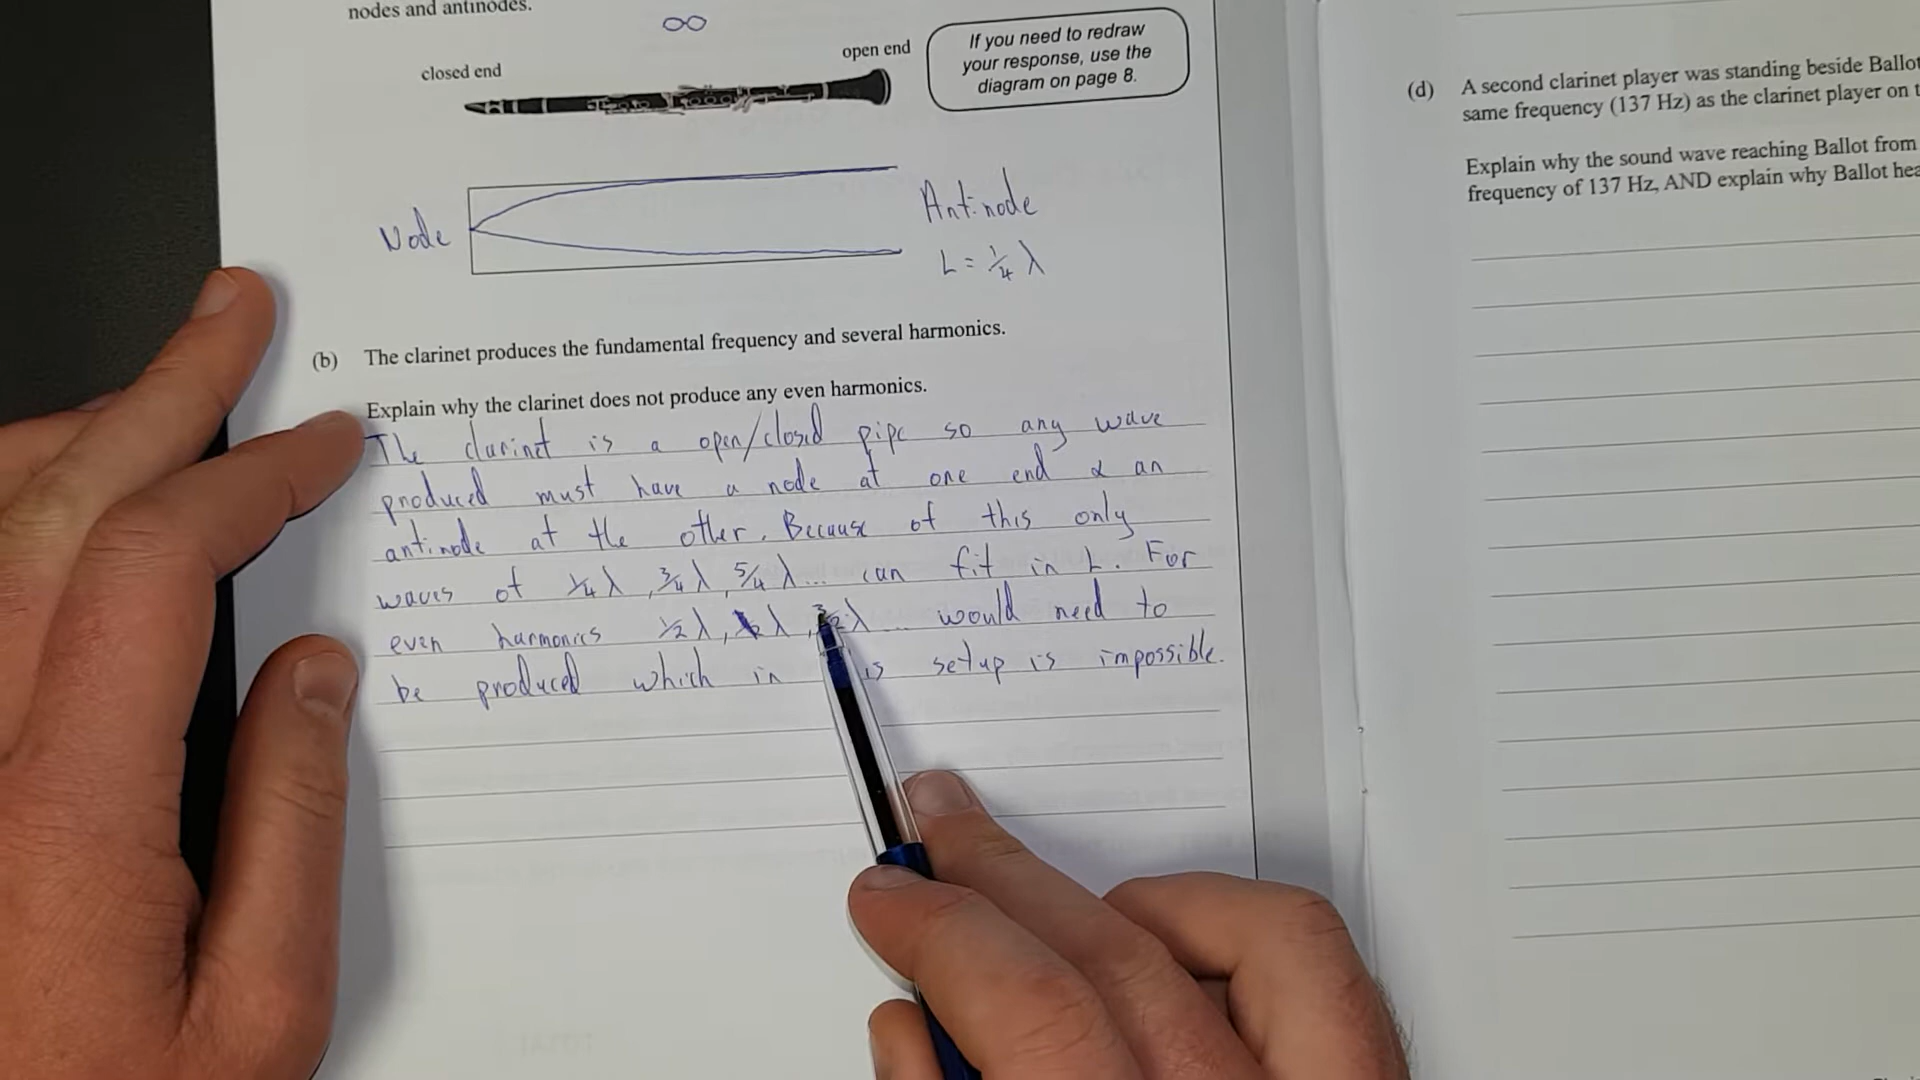 nodes and antinodes.
closed end
open end
If you need to redraw
your response, use the
diagram on page 8.
Node
Antinode
L = 1/4 λ
(b) The clarinet produces the fundamental frequency and several harmonics.
Explain why the clarinet does not produce any even harmonics.
The clarinet is a open/closed pipe so any wave
produced must have a node at one end & an
antinode at the other. Because of this only
waves of 1/4 λ, 3/4 λ, 5/4 λ... can fit in L. For
even harmonics 1/2 λ, λ, 3/2 λ ... would need to
be produced which in is setup is impossible.
(d) A second clarinet player was standing beside Ballot
same frequency (137 Hz) as the clarinet player on t
Explain why the sound wave reaching Ballot from
frequency of 137 Hz, AND explain why Ballot hea